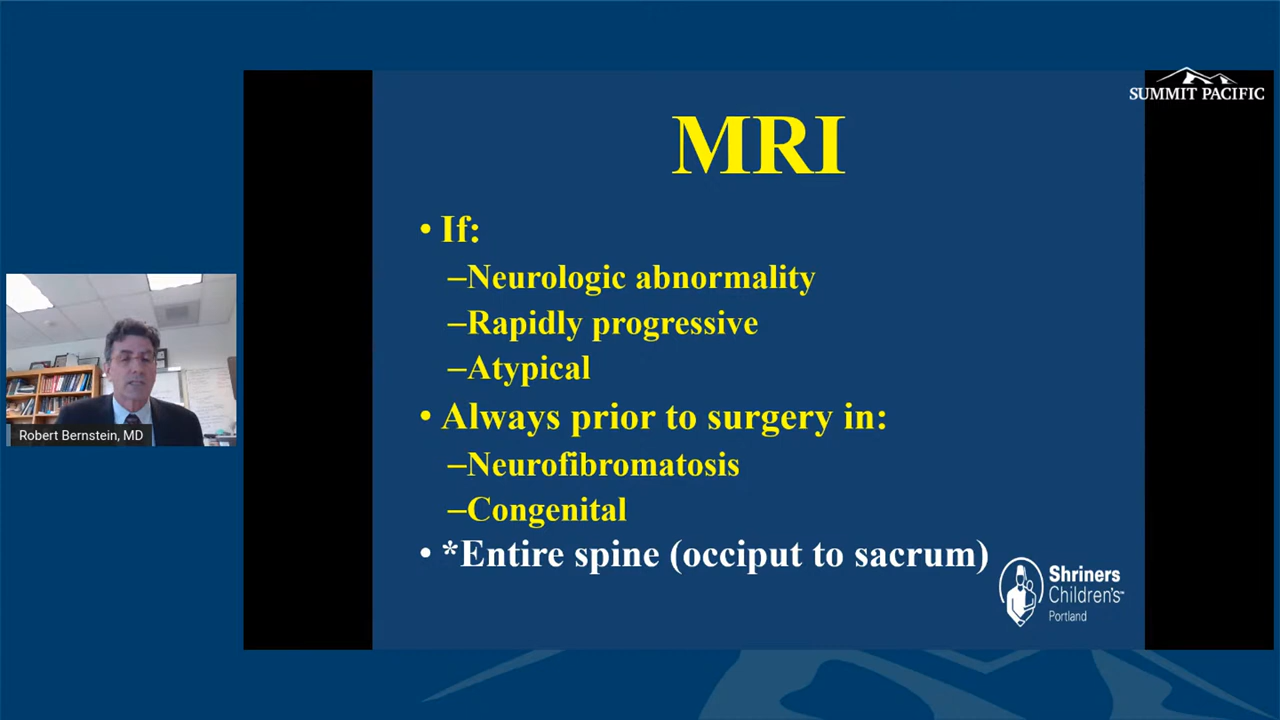 SUMMIT PACIFIC
MRI
• If:
–Neurologic abnormality
–Rapidly progressive
–Atypical
• Always prior to surgery in:
–Neurofibromatosis
–Congenital
• *Entire spine (occiput to sacrum)
Shriners
Children's™
Portland
Robert Bernstein, MD